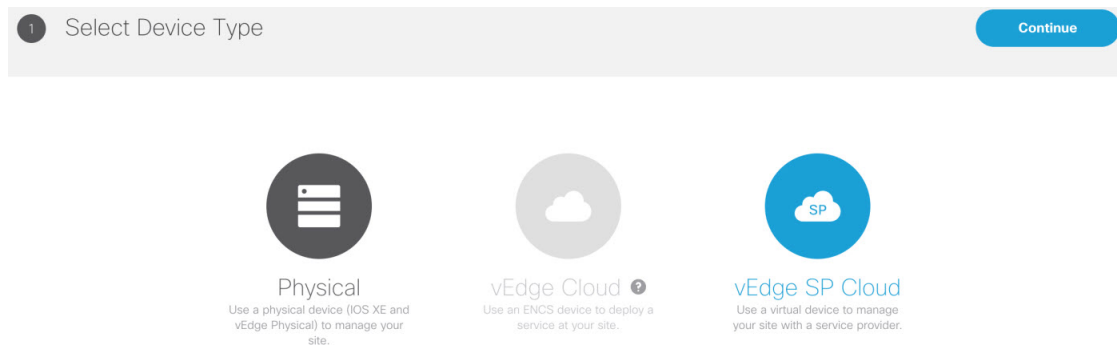 1 Select Device Type Continue
SP
Physical
Use a physical device (IOS XE and
vEdge Physical) to manage your
site.
vEdge Cloud ?
Use an ENCS device to deploy a
service at your site.
vEdge SP Cloud
Use a virtual device to manage
your site with a service provider.